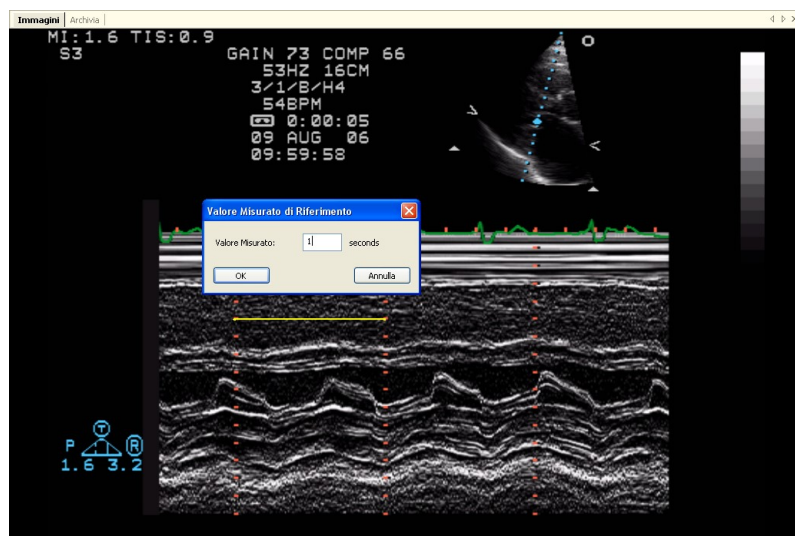 Immagini Archivia
MI:1.6 TIS:0.9
S3
GAIN 73 COMP 66
53HZ 16CM
3/1/B/H4
54BPM
0:00:05
09 AUG 06
09:59:58
Valore Misurato di Riferimento
Valore Misurato: 1 seconds
OK Annulla
T
P R
1.6 3.2